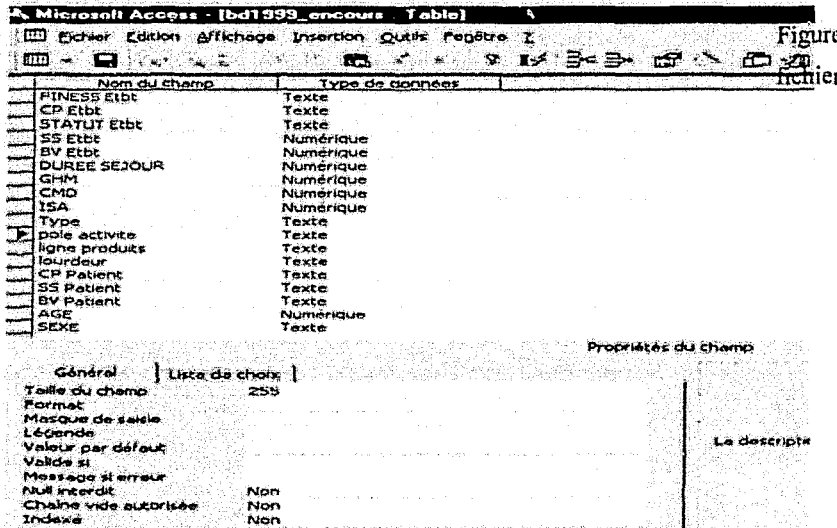 Microsoft Access - [bd1999_encours : Table]
Fichier Edition Affichage Insertion Outils Fenêtre ?
Figure
fichier
Nom du champ Type de données
FINESS Etbt Texte
CP Etbt Texte
STATUT Etbt Texte
SS Etbt Numérique
BV Etbt Numérique
DUREE SEJOUR Numérique
GHM Numérique
CMD Numérique
ISA Numérique
Type Texte
pole activite Texte
ligne produits Texte
lourdeur Texte
CP Patient Texte
SS Patient Texte
BV Patient Texte
AGE Numérique
SEXE Texte
Propriétés du champ
Général Liste de choix
Taille du champ 255
Format
Masque de saisie
Légende
Valeur par défaut
Valide si
Message si erreur
Null interdit Non
Chaîne vide autorisée Non
Indexé Non
La descripti